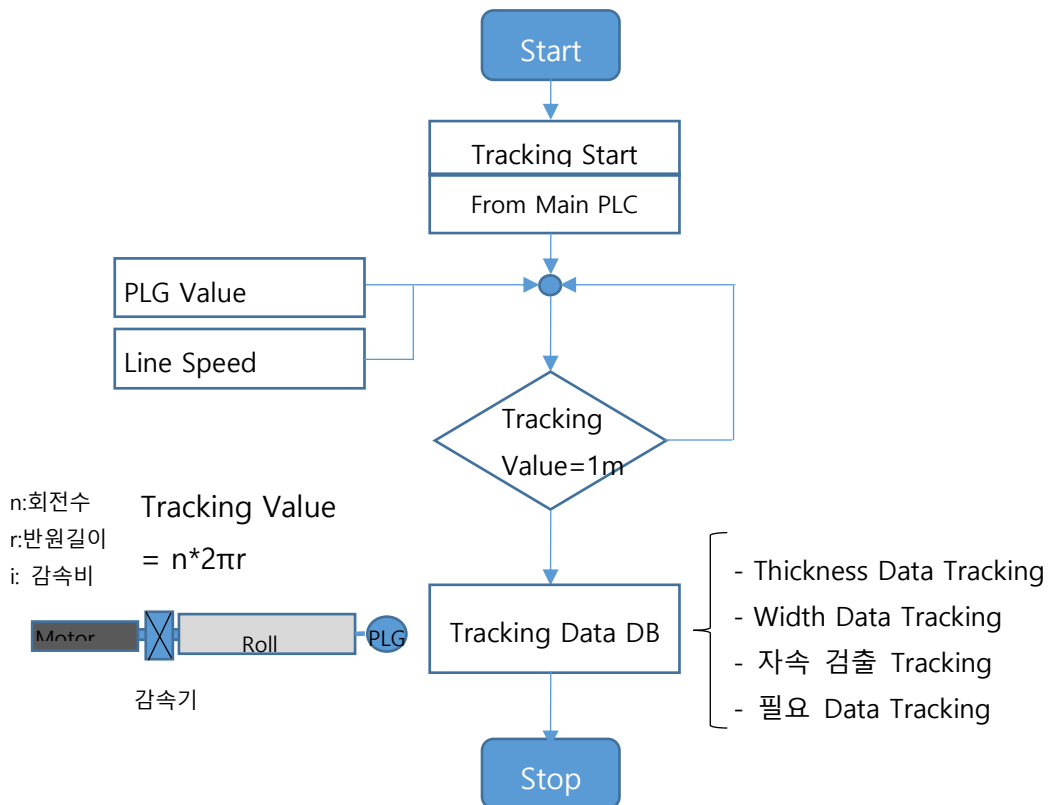 Start
Tracking Start
From Main PLC
PLG Value
Line Speed
Tracking
Value=1m
n:회전수
r:반원길이
i: 감속비
Tracking Value
= n*2πr
Motor
Roll
PLG
감속기
Tracking Data DB
- Thickness Data Tracking
- Width Data Tracking
- 자속 검출 Tracking
- 필요 Data Tracking
Stop